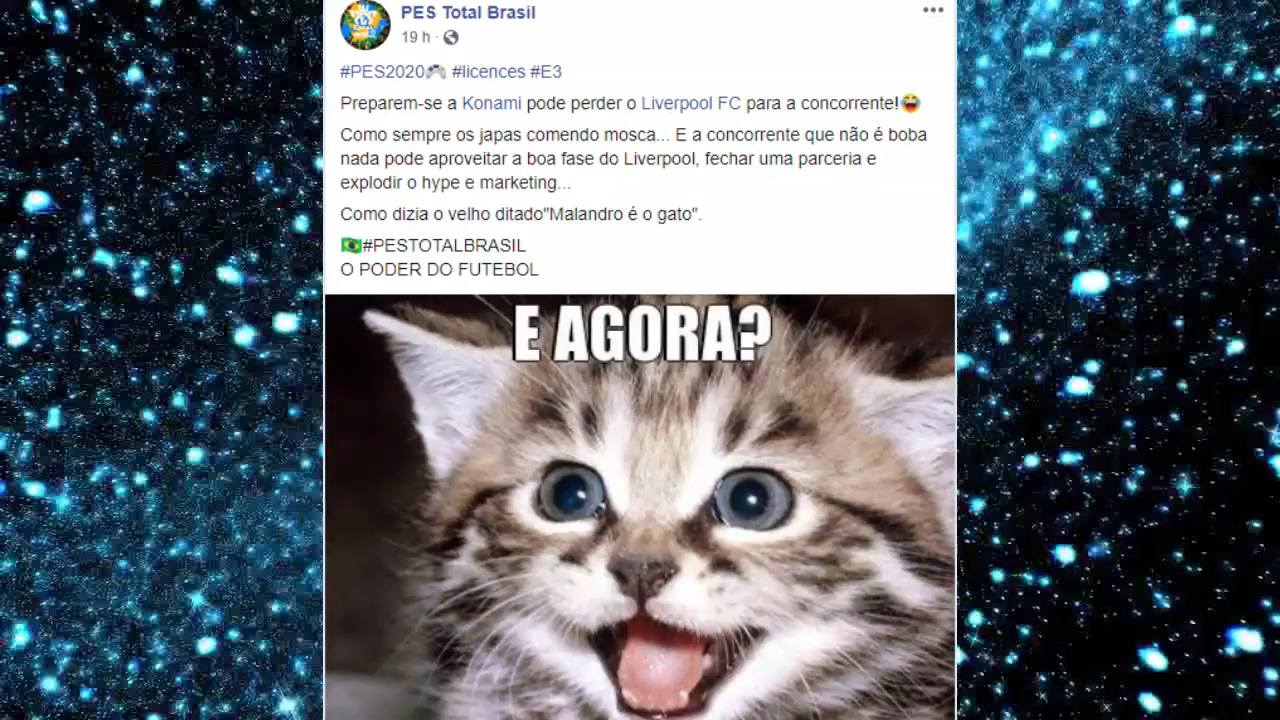 PES Total Brasil
19 h ·
#PES2020🎮 #licences #E3
Preparem-se a Konami pode perder o Liverpool FC para a concorrente!😂
Como sempre os japas comendo mosca... E a concorrente que não é boba
nada pode aproveitar a boa fase do Liverpool, fechar uma parceria e
explodir o hype e marketing...
Como dizia o velho ditado"Malandro é o gato".
🇧🇷#PESTOTALBRASIL
O PODER DO FUTEBOL
E AGORA?